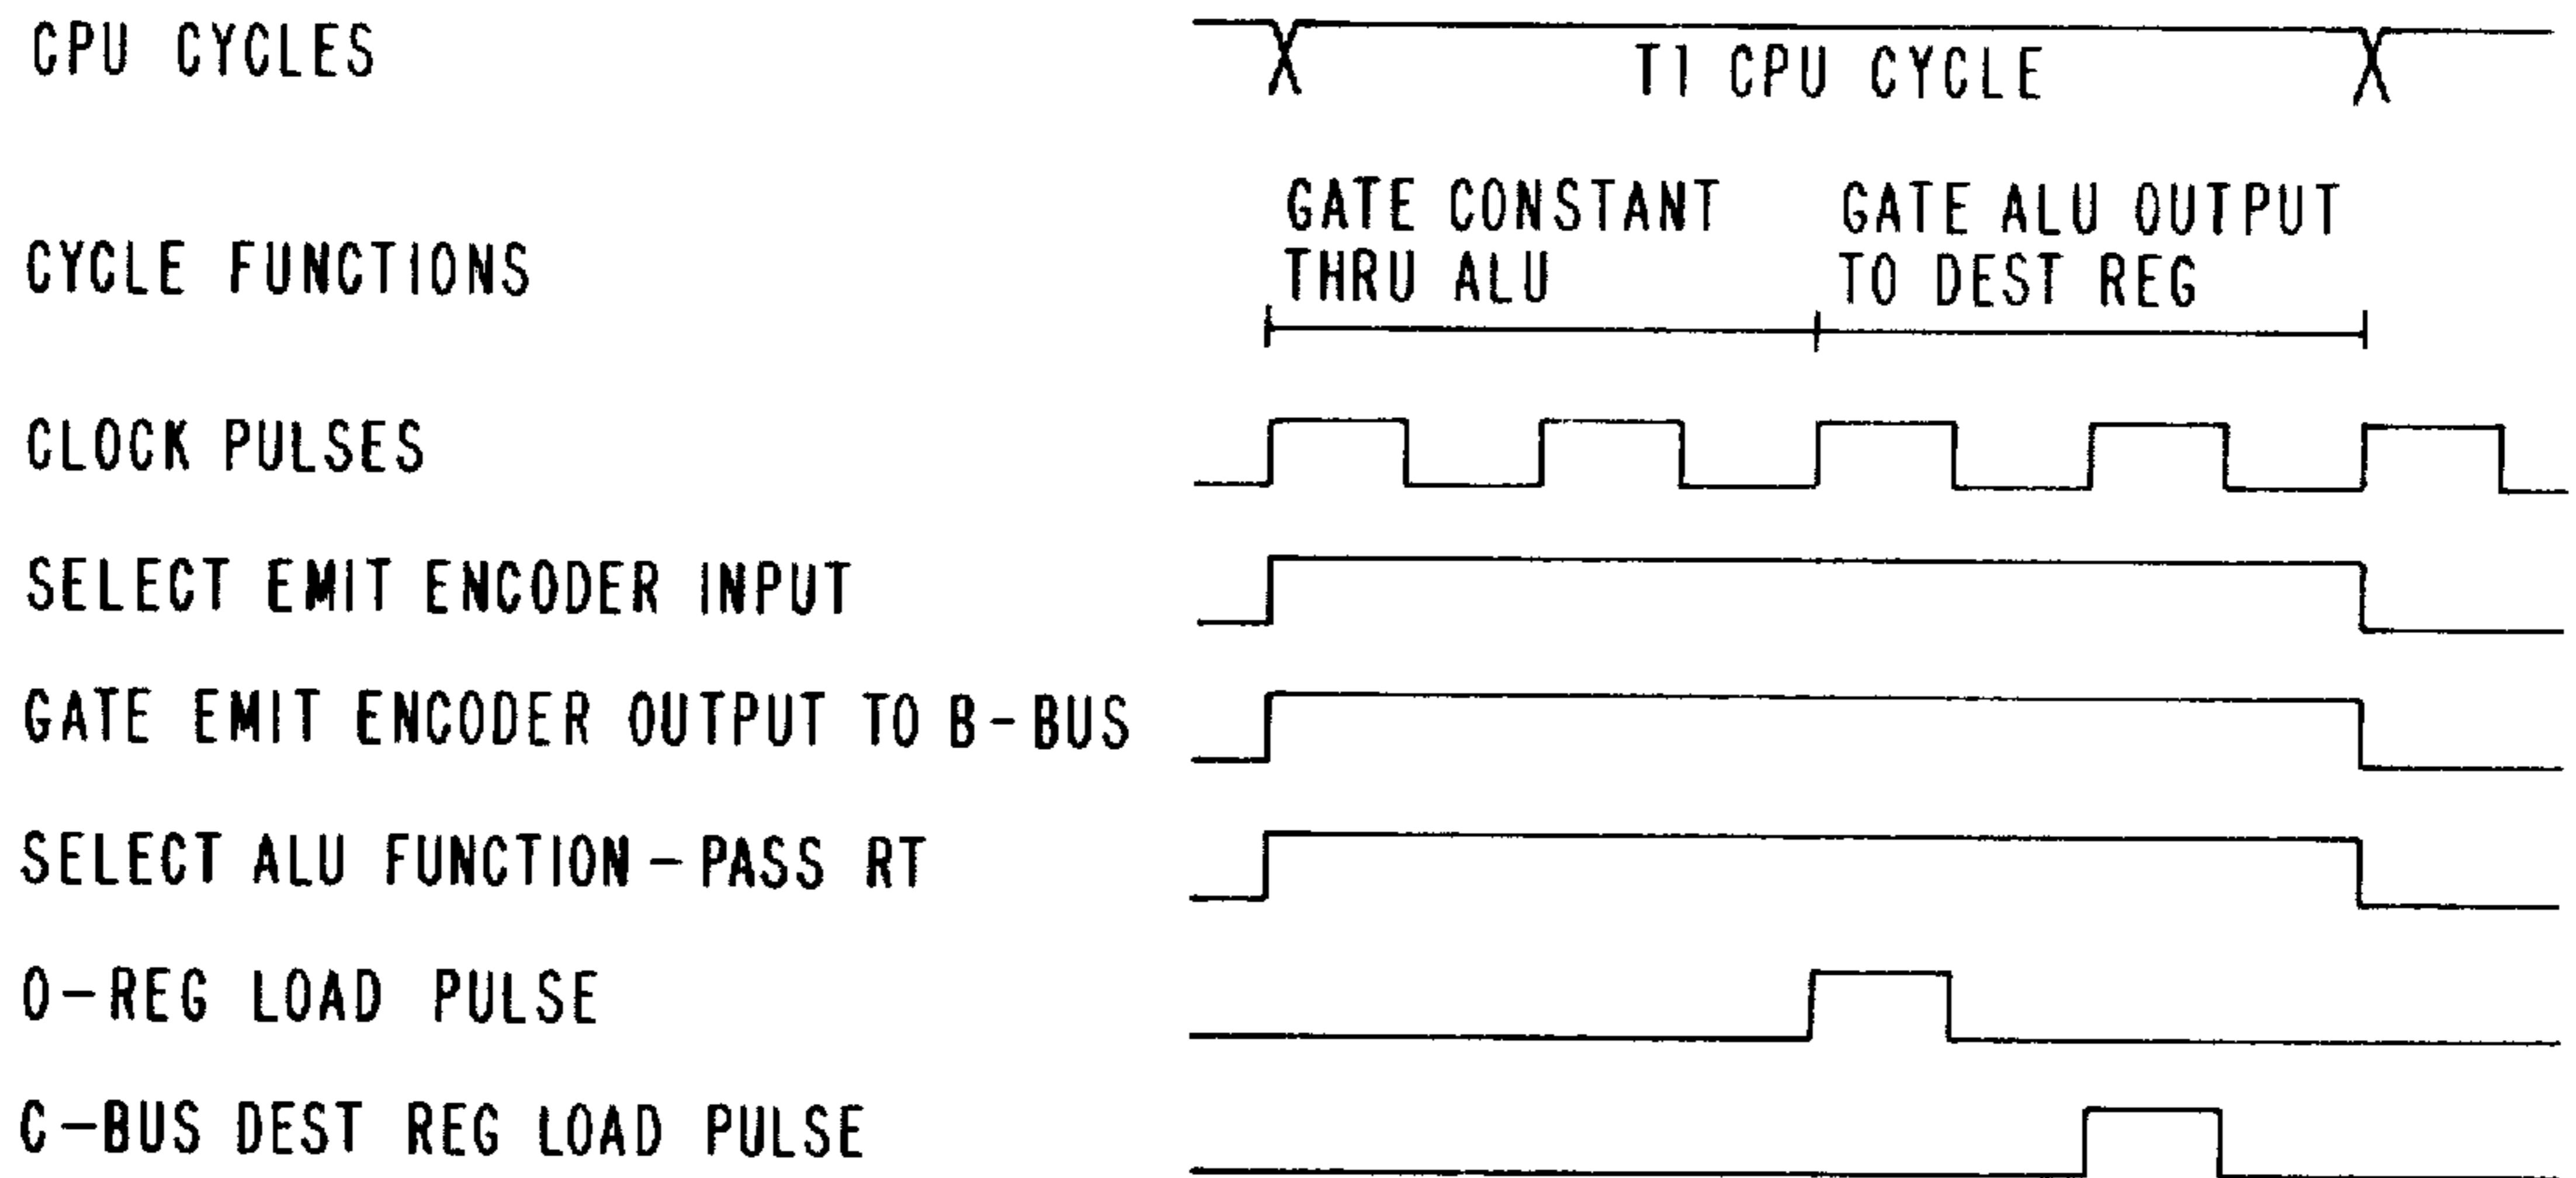 CPU CYCLES
T1 CPU CYCLE
CYCLE FUNCTIONS
GATE CONSTANT
THRU ALU
GATE ALU OUTPUT
TO DEST REG
CLOCK PULSES
SELECT EMIT ENCODER INPUT
GATE EMIT ENCODER OUTPUT TO B-BUS
SELECT ALU FUNCTION-PASS RT
O-REG LOAD PULSE
C-BUS DEST REG LOAD PULSE